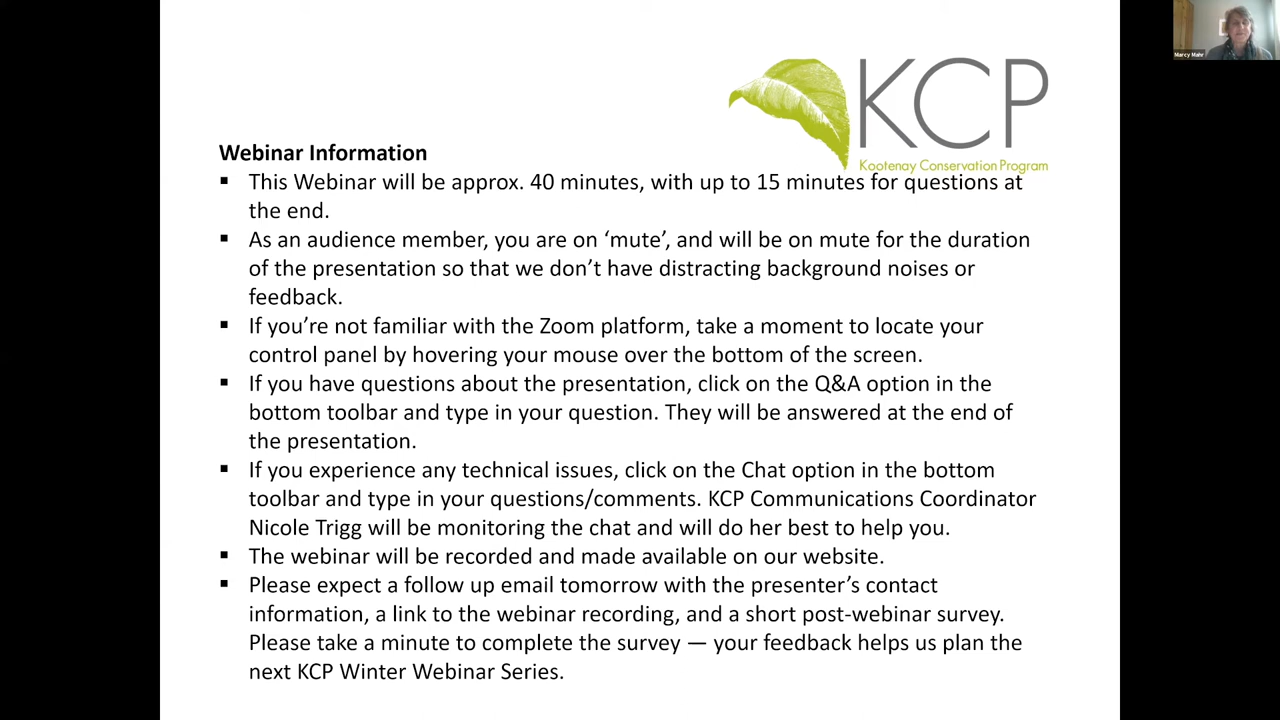 Marcy Mahr
KCP
Kootenay Conservation Program
Webinar Information
▪ This Webinar will be approx. 40 minutes, with up to 15 minutes for questions at
the end.
▪ As an audience member, you are on ‘mute’, and will be on mute for the duration
of the presentation so that we don’t have distracting background noises or
feedback.
▪ If you’re not familiar with the Zoom platform, take a moment to locate your
control panel by hovering your mouse over the bottom of the screen.
▪ If you have questions about the presentation, click on the Q&A option in the
bottom toolbar and type in your question. They will be answered at the end of
the presentation.
▪ If you experience any technical issues, click on the Chat option in the bottom
toolbar and type in your questions/comments. KCP Communications Coordinator
Nicole Trigg will be monitoring the chat and will do her best to help you.
▪ The webinar will be recorded and made available on our website.
▪ Please expect a follow up email tomorrow with the presenter’s contact
information, a link to the webinar recording, and a short post-webinar survey.
Please take a minute to complete the survey — your feedback helps us plan the
next KCP Winter Webinar Series.